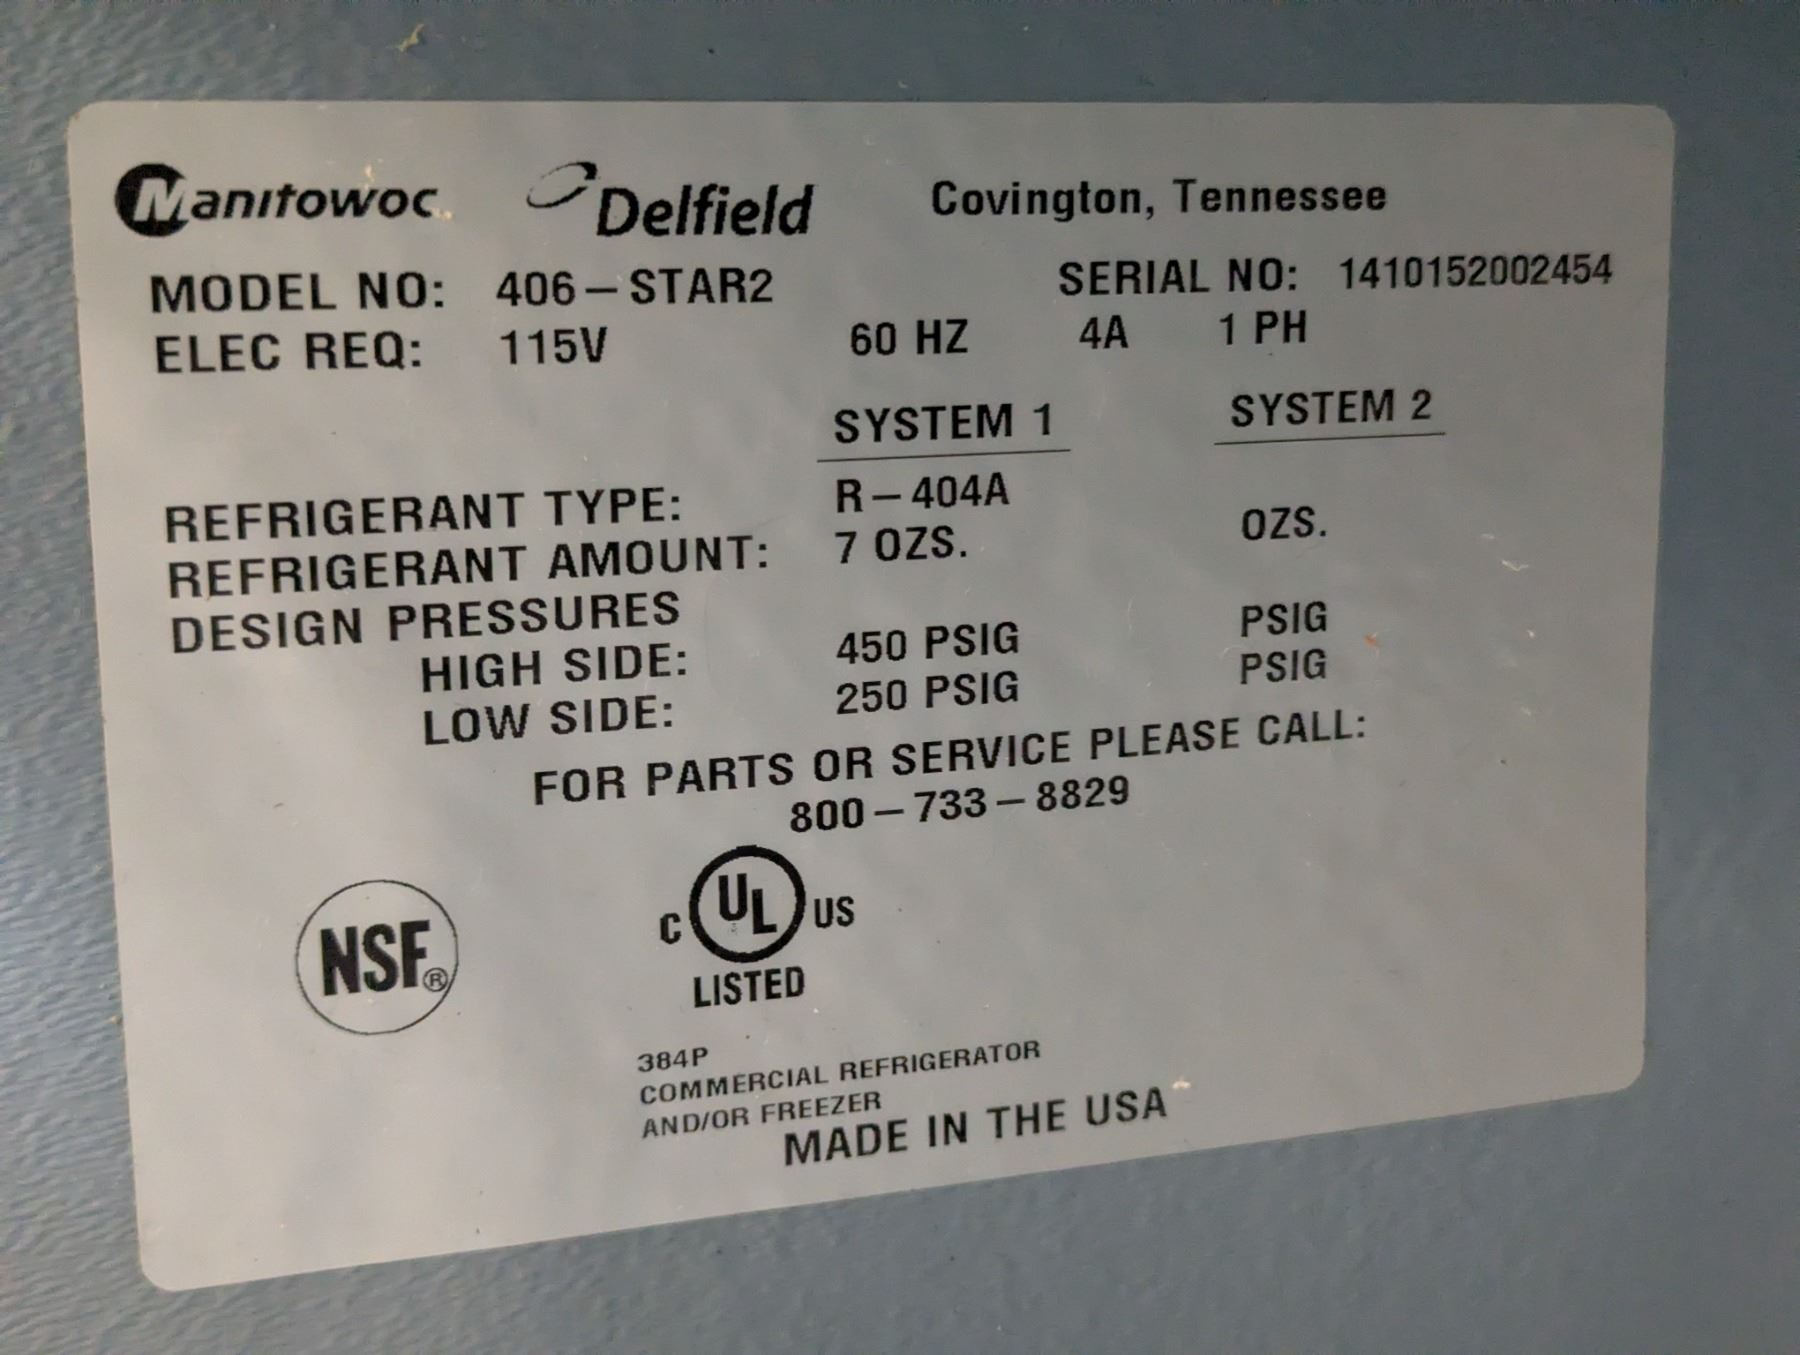 Manitowoc Delfield Covington, Tennessee
MODEL NO: 406-STAR2 SERIAL NO: 1410152002454
ELEC REQ: 115V 60 HZ 4A 1 PH
SYSTEM 1 SYSTEM 2
REFRIGERANT TYPE: R-404A
REFRIGERANT AMOUNT: 7 OZS. OZS.
DESIGN PRESSURES
HIGH SIDE: 450 PSIG PSIG
LOW SIDE: 250 PSIG PSIG
FOR PARTS OR SERVICE PLEASE CALL:
800-733-8829
NSF®
C UL US
LISTED
384P
COMMERCIAL REFRIGERATOR
AND/OR FREEZER
MADE IN THE USA